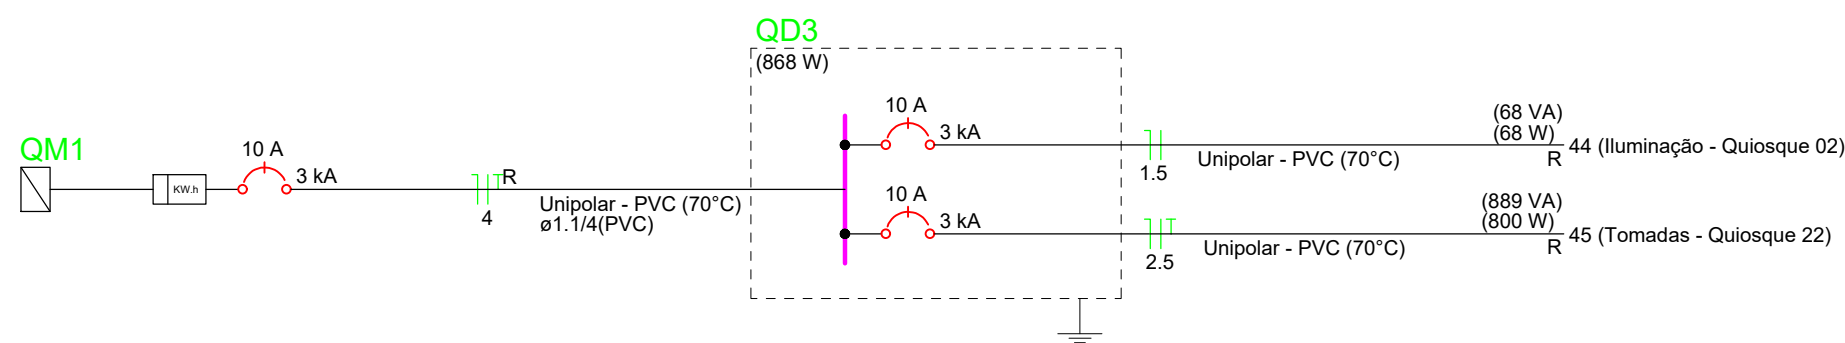 QM1
10 A
3 kA
KW.h
R
4
Unipolar - PVC (70°C)
ø1.1/4(PVC)
QD3
(868 W)
10 A
3 kA
1.5
Unipolar - PVC (70°C)
(68 VA)
(68 W)
R
44 (Iluminação - Quiosque 02)
10 A
3 kA
2.5
Unipolar - PVC (70°C)
(889 VA)
(800 W)
R
45 (Tomadas - Quiosque 22)